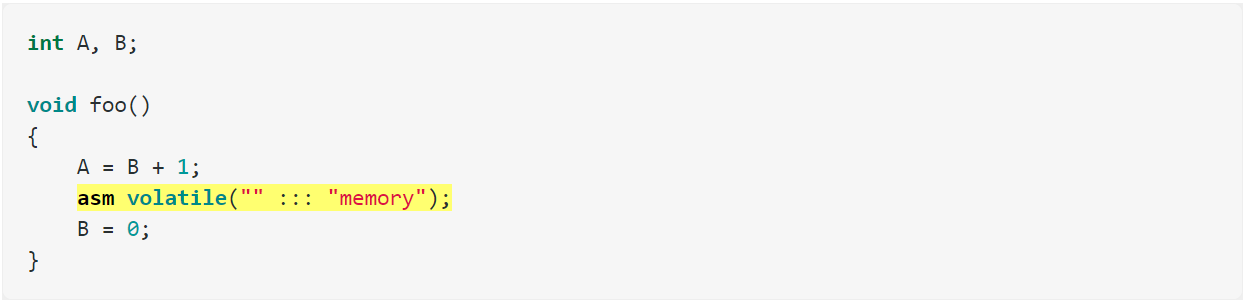 int A, B;
void foo()
{
    A = B + 1;
    asm volatile("" ::: "memory");
    B = 0;
}